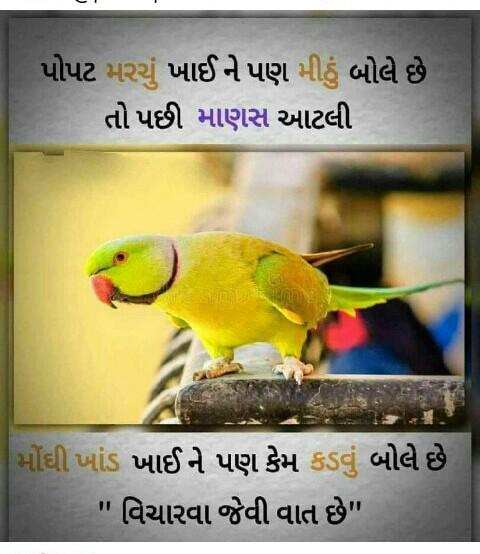 પોપટ મરચું ખાઈ ને પણ મીઠું બોલે છે
તો પછી માણસ આટલી
મોંઘી ખાંડ ખાઈ ને પણ કેમ કડવું બોલે છે
" વિચારવા જેવી વાત છે"